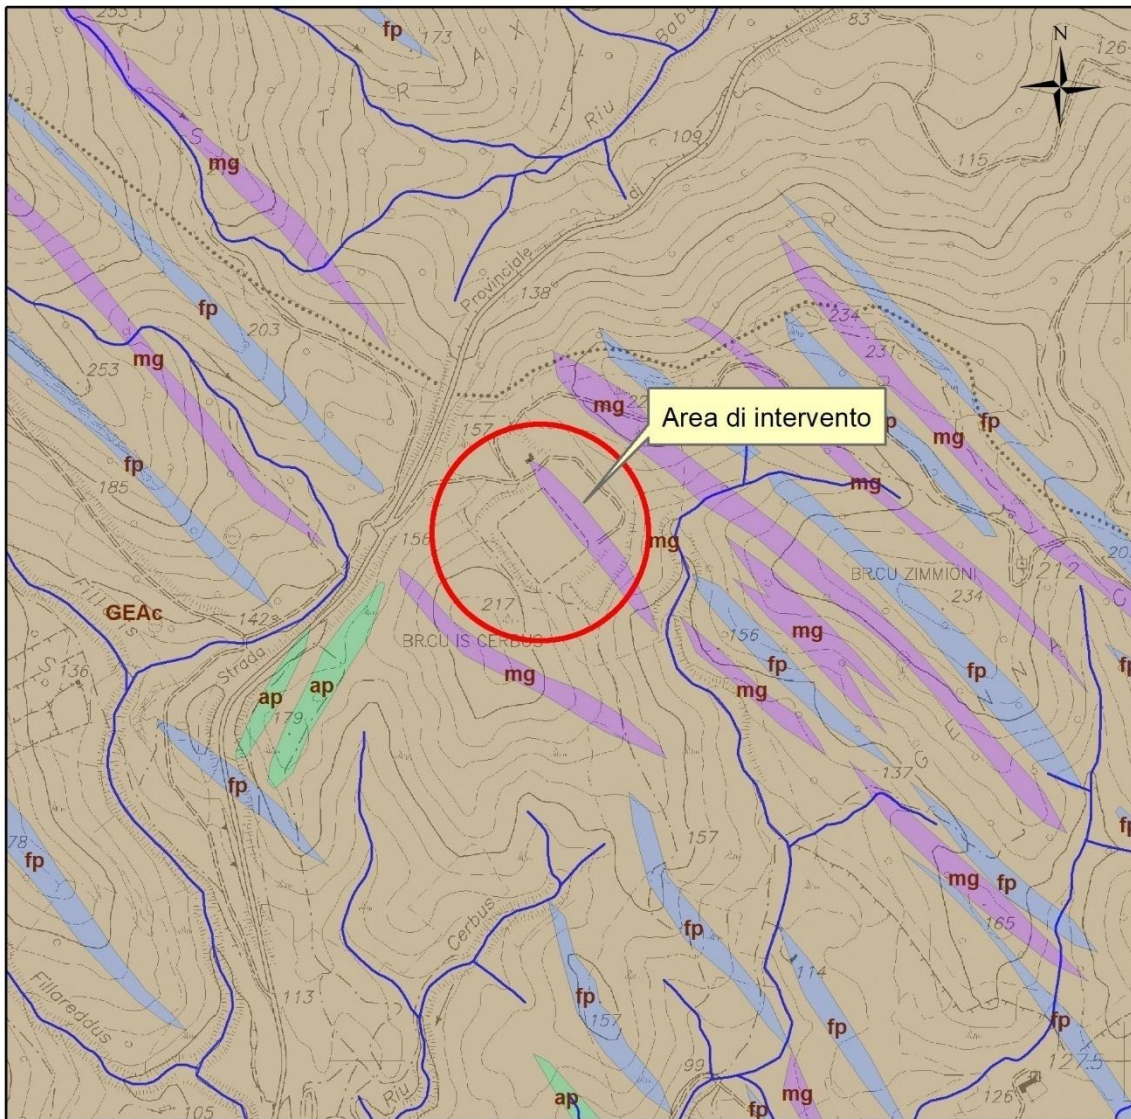 253
fp
173
83
126
N
S
U
T
R
A
X
Riu
Babu
109
115
mg
di
Provinciale
138
fp
203
mg
253
234
231
mg
Area di intervento
fp
mg
157
fp
185
mg
156
mg
212
BR.CU ZIMMIONI
234
GEAc
142
217
BR.CU IS CERBUS
156
mg
fp
fp
fp
mg
mg
136
Strada
ap
ap
179
fp
137
157
78
fp
mg
fp
165
Cerbus
fp
114
fp
157
fp
fp
Fillareddus
113
99
127.5
126
105
Riu
ap
fp
mg